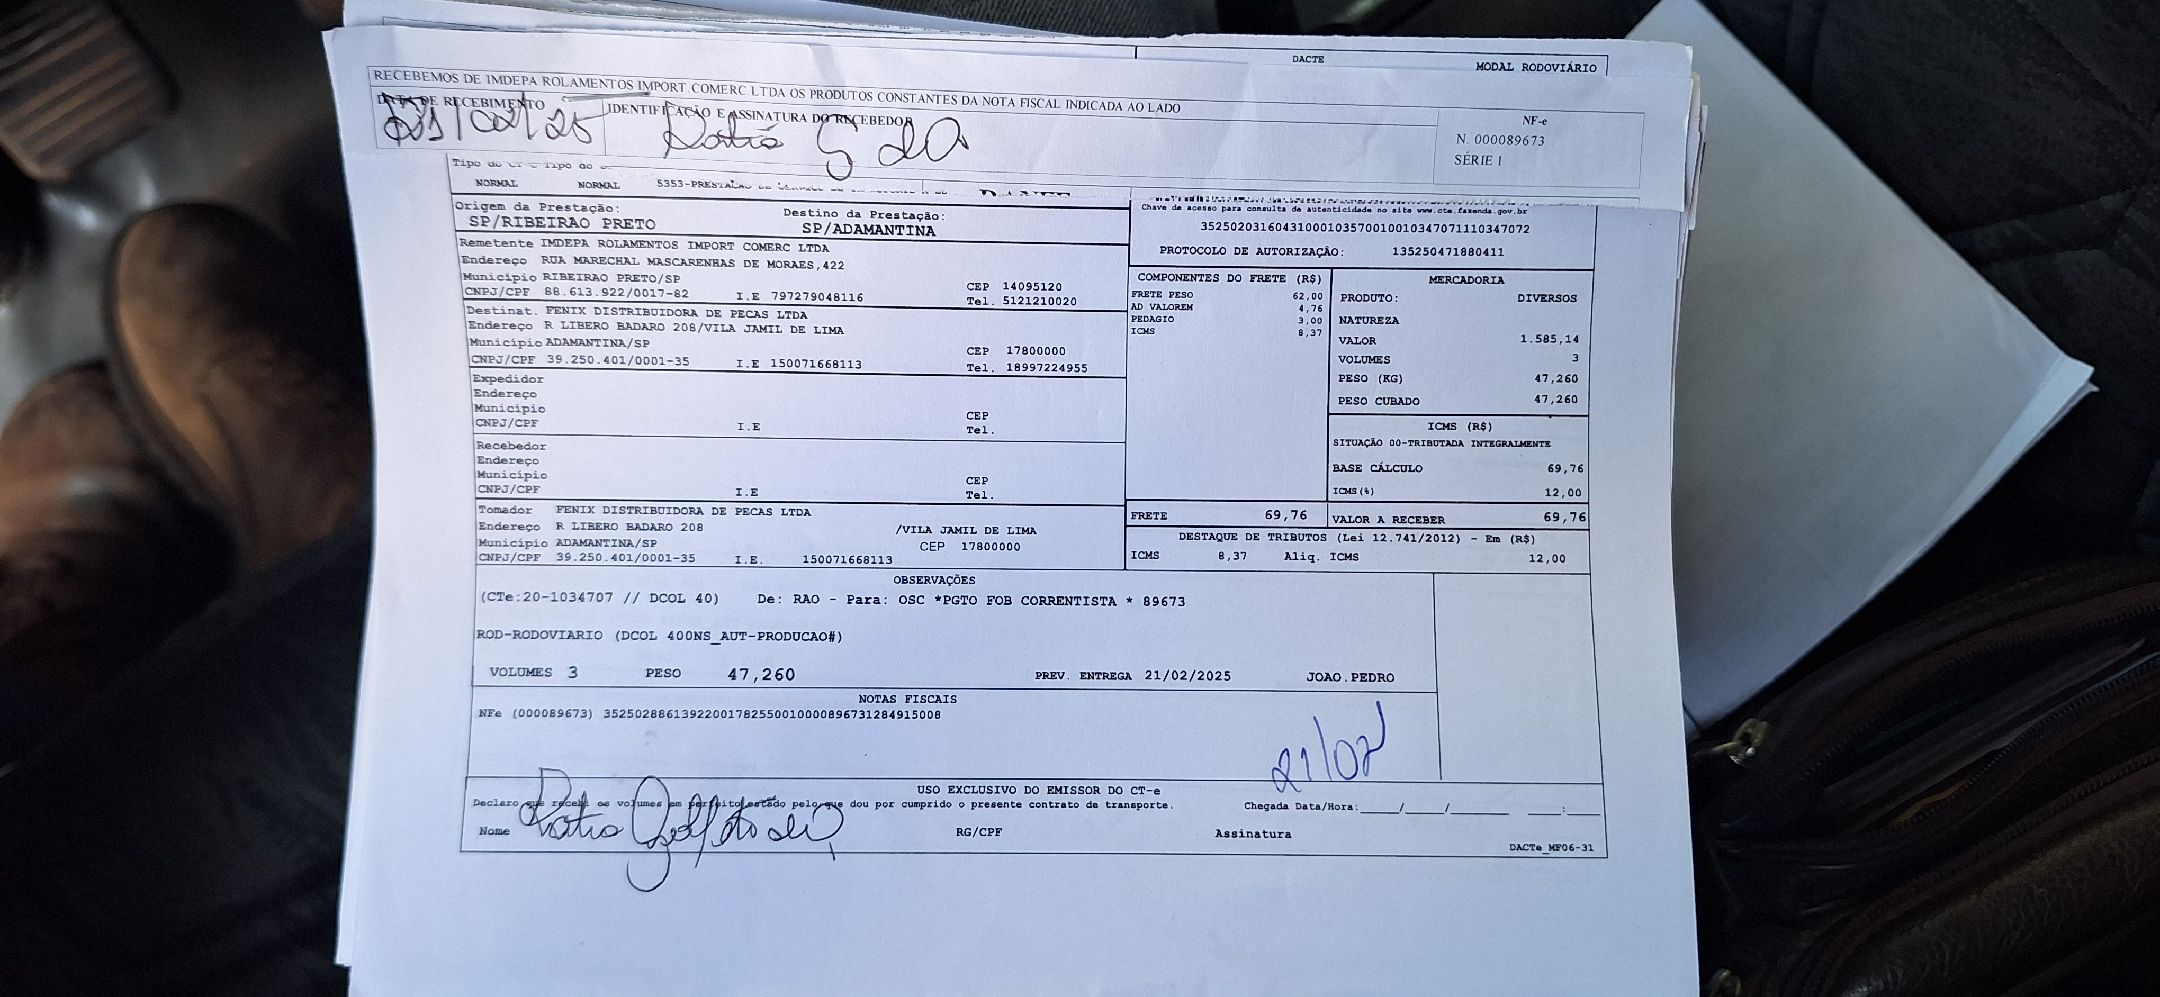 DACTE
MODAL RODOVIÁRIO
RECEBEMOS DE IMDEPA ROLAMENTOS IMPORT COMERC LTDA OS PRODUTOS CONSTANTES DA NOTA FISCAL INDICADA AO LADO
DATA DE RECEBIMENTO
IDENTIFICAÇÃO E ASSINATURA DO RECEBEDOR
21/02/25
NF-e
N. 000089673
SÉRIE 1
NORMAL NORMAL
Origem da Prestação:
SP/RIBEIRAO PRETO
Destino da Prestação:
SP/ADAMANTINA
Chave de acesso para consulta de autenticidade no site www.cte.fazenda.gov.br
35250203160431000103570010010347071110347072
PROTOCOLO DE AUTORIZAÇÃO: 135250471880411
Remetente IMDEPA ROLAMENTOS IMPORT COMERC LTDA
Endereço RUA MARECHAL MASCARENHAS DE MORAES,422
Município RIBEIRAO PRETO/SP CEP 14095120
CNPJ/CPF 88.613.922/0017-82 I.E 797279048116 Tel. 5121210020
Destinat. FENIX DISTRIBUIDORA DE PECAS LTDA
Endereço R LIBERO BADARO 208/VILA JAMIL DE LIMA
Município ADAMANTINA/SP CEP 17800000
CNPJ/CPF 39.250.401/0001-35 I.E 150071668113 Tel. 18997224955
Expedidor
Endereço
Município CEP
CNPJ/CPF I.E Tel.
Recebedor
Endereço
Município CEP
CNPJ/CPF I.E Tel.
Tomador FENIX DISTRIBUIDORA DE PECAS LTDA
Endereço R LIBERO BADARO 208 /VILA JAMIL DE LIMA
Município ADAMANTINA/SP CEP 17800000
CNPJ/CPF 39.250.401/0001-35 I.E. 150071668113
COMPONENTES DO FRETE (R$)
FRETE PESO 62,00
AD VALOREM 4,76
PEDAGIO 3,00
ICMS 8,37
MERCADORIA
PRODUTO: DIVERSOS
NATUREZA
VALOR 1.585,14
VOLUMES 3
PESO (KG) 47,260
PESO CUBADO 47,260
ICMS (R$)
SITUAÇÃO 00-TRIBUTADA INTEGRALMENTE
BASE CÁLCULO 69,76
ICMS(%) 12,00
FRETE 69,76
VALOR A RECEBER 69,76
DESTAQUE DE TRIBUTOS (Lei 12.741/2012) - Em (R$)
ICMS 8,37 Aliq. ICMS 12,00
OBSERVAÇÕES
(CTe:20-1034707 // DCOL 40) De: RAO - Para: OSC *PGTO FOB CORRENTISTA * 89673
ROD-RODOVIARIO (DCOL 400NS_AUT-PRODUCAO#)
VOLUMES 3 PESO 47,260 PREV. ENTREGA 21/02/2025 JOAO.PEDRO
NOTAS FISCAIS
NFe (000089673) 35250288613922001782550010000896731284915008
21/02
USO EXCLUSIVO DO EMISSOR DO CT-e
Declaro que recebi os volumes em perfeito estado pelo que dou por cumprido o presente contrato de transporte. Chegada Data/Hora:____/____/____ ___:___
Nome RG/CPF Assinatura
DACTe_MF06-31